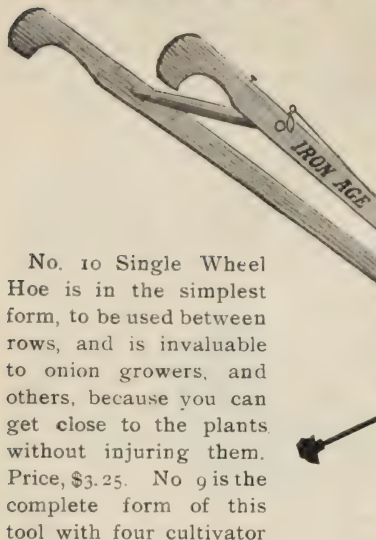 IRON AGE
No. 10 Single Wheel
Hoe is in the simplest
form, to be used between
rows, and is invaluable
to onion growers, and
others, because you can
get close to the plants
without injuring them.
Price, $3.25. No 9 is the
complete form of this
tool with four cultivator